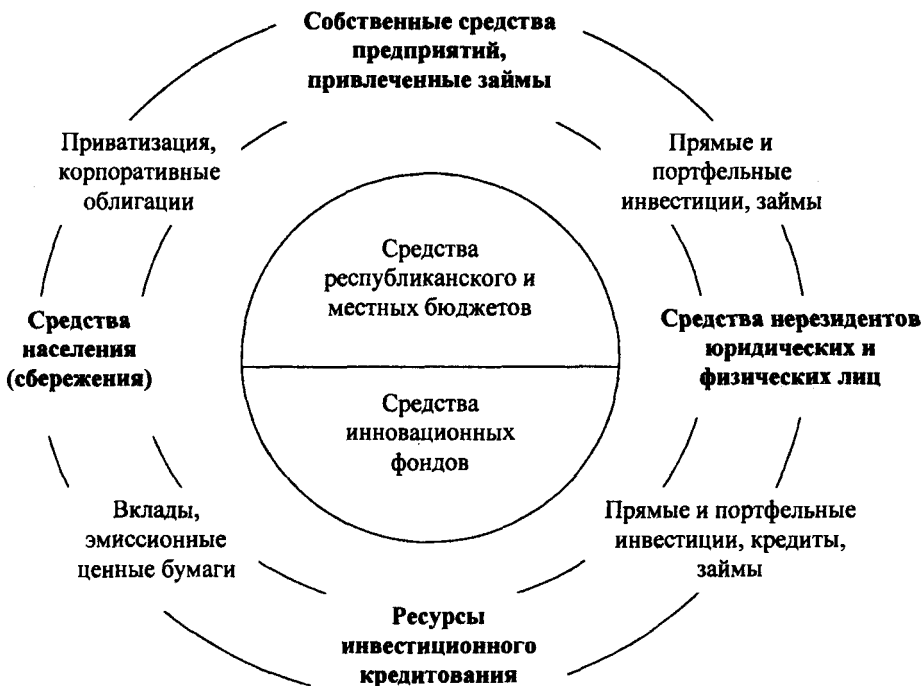 Собственные средства
предприятий,
привлеченные займы
Приватизация,
корпоративные
облигации
Прямые и
портфельные
инвестиции, займы
Средства
республиканского и
местных бюджетов
Средства
населения
(сбережения)
Средства нерезидентов
юридических и
физических лиц
Средства
инновационных
фондов
Вклады,
эмиссионные
ценные бумаги
Прямые и портфельные
инвестиции, кредиты,
займы
Ресурсы
инвестиционного
кредитования